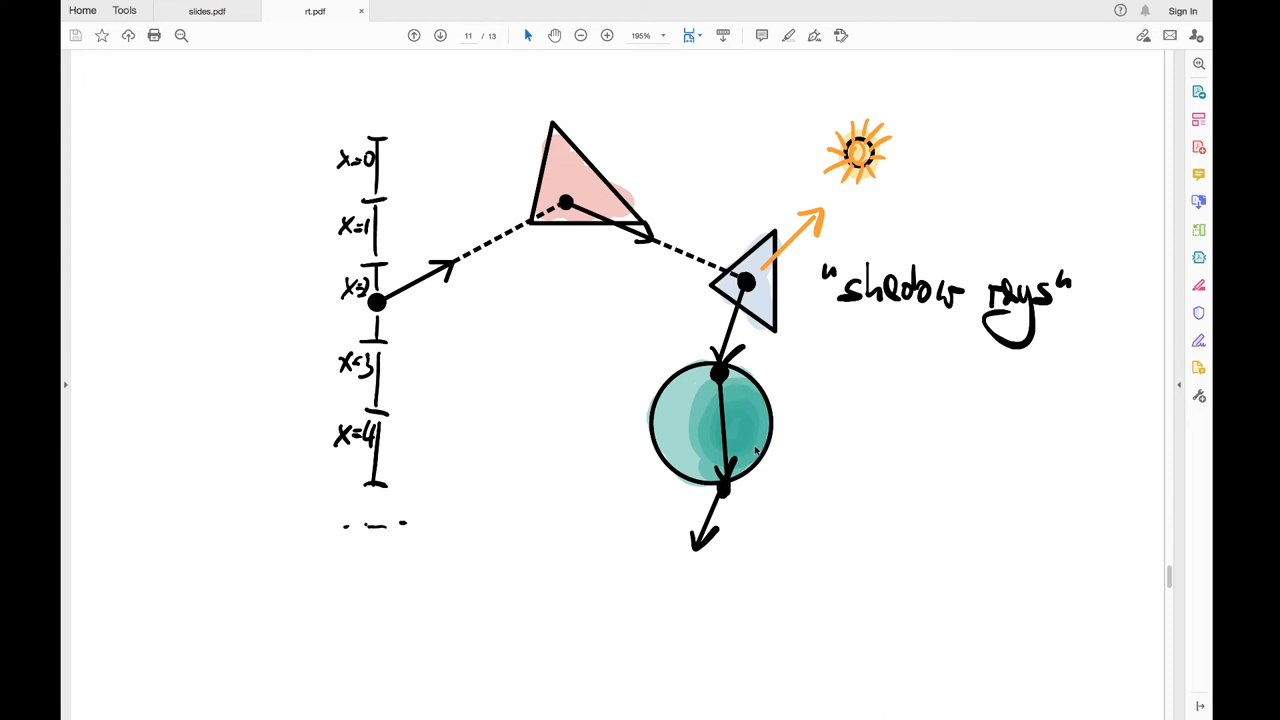 Home
Tools
slides.pdf
rt.pdf
×
Sign In
11 / 13
195%
x=0
x=1
x=2
x=3
x=4
"shadow rays"